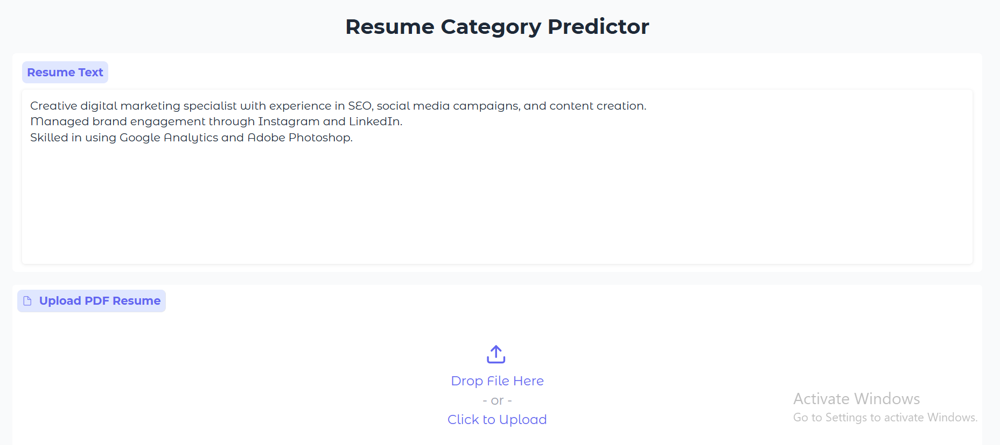 Resume Category Predictor
Resume Text
Creative digital marketing specialist with experience in SEO, social media campaigns, and content creation.
Managed brand engagement through Instagram and LinkedIn.
Skilled in using Google Analytics and Adobe Photoshop.
Upload PDF Resume
Drop File Here
- or -
Click to Upload
Activate Windows
Go to Settings to activate Windows.